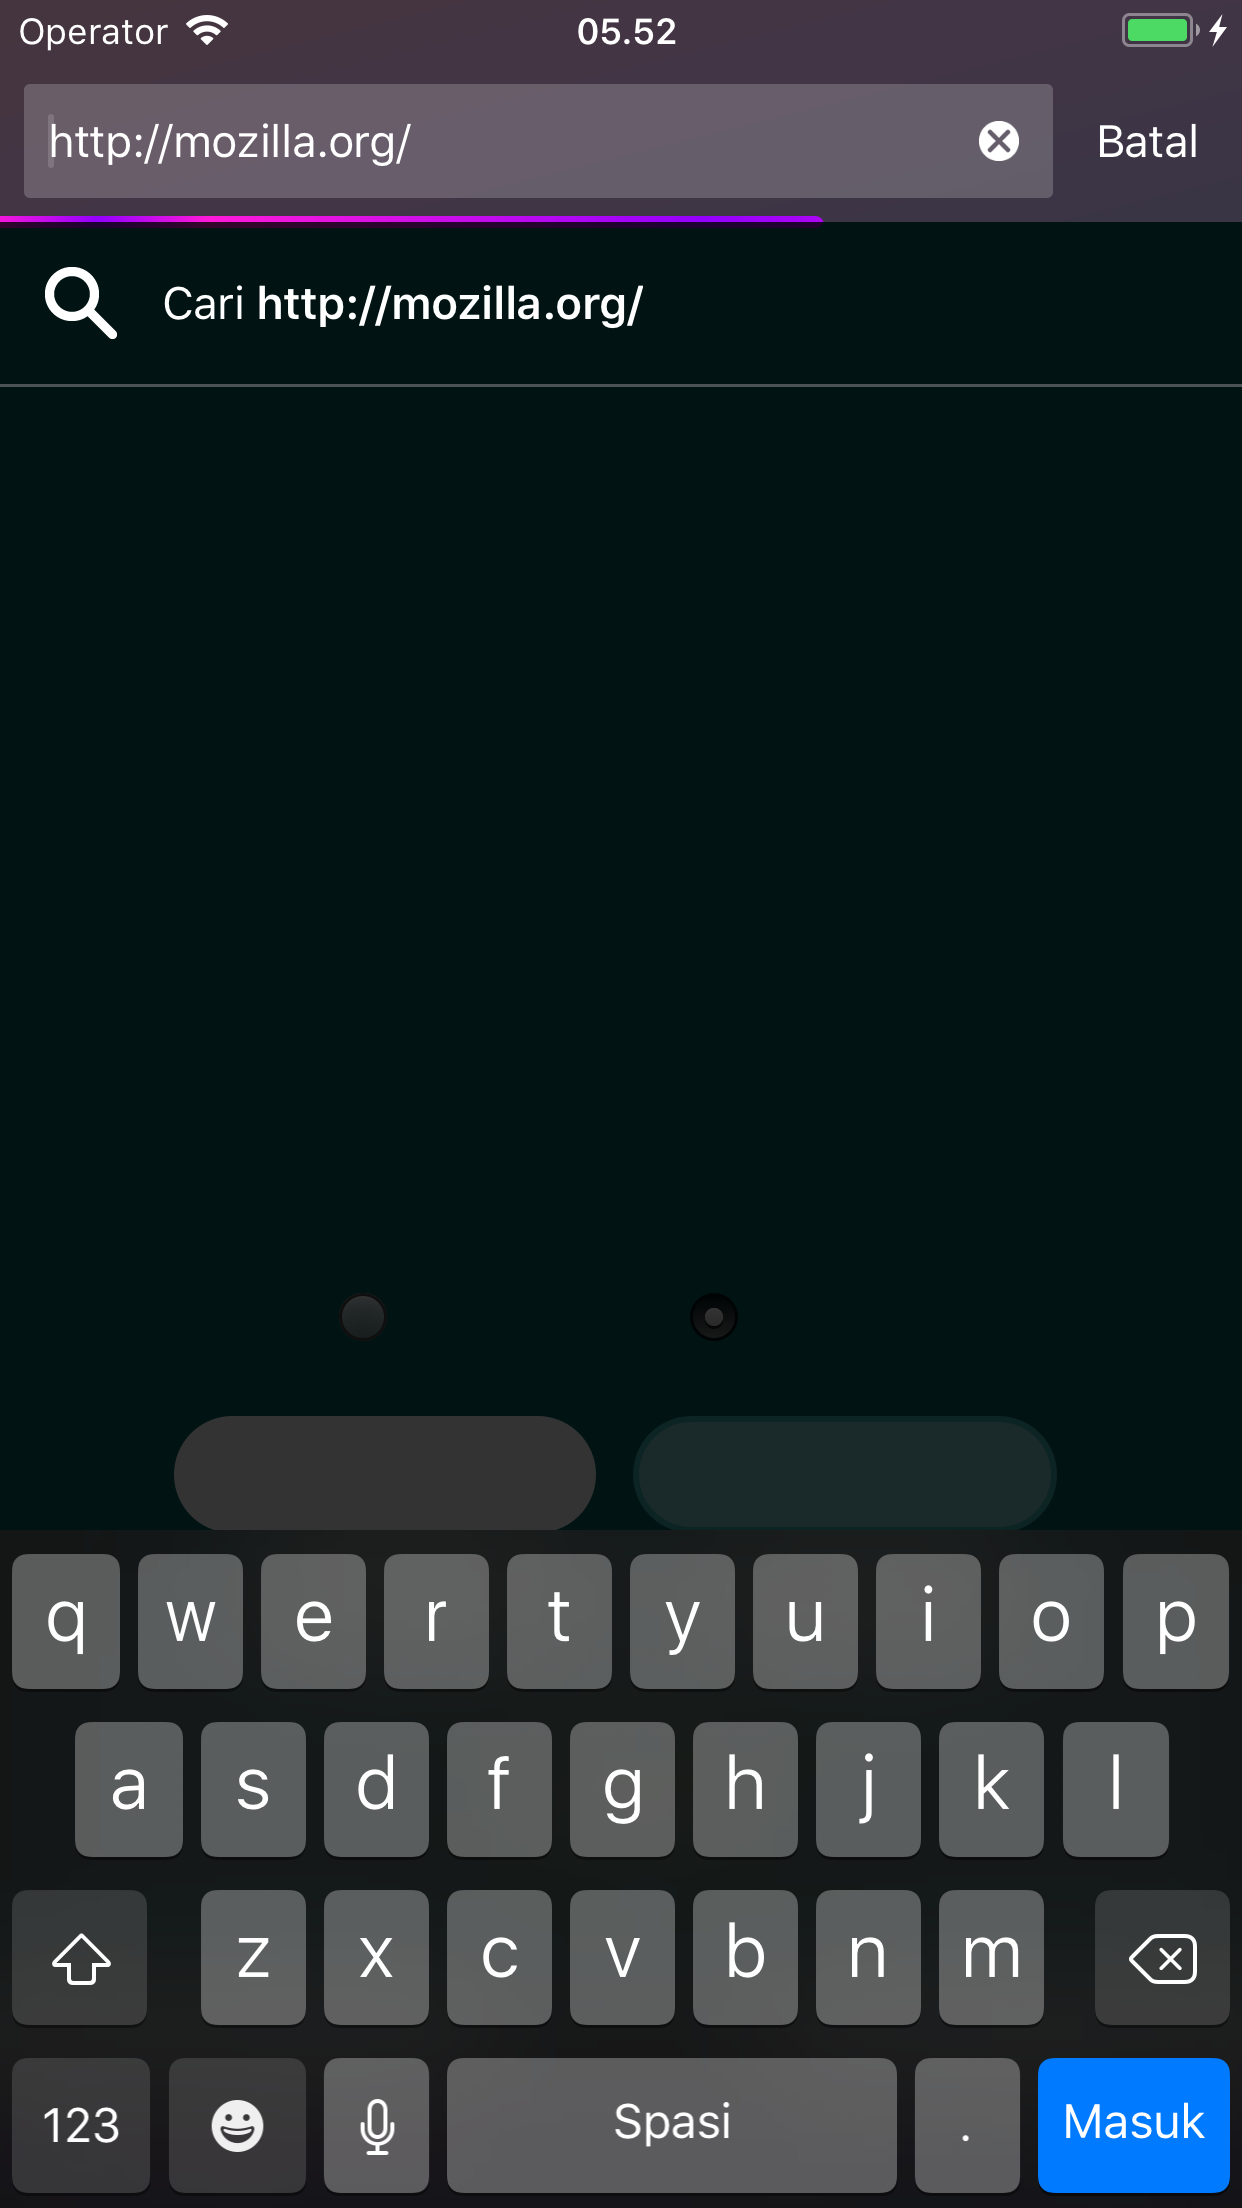 Operator 05.52
http://mozilla.org/ Batal
Cari http://mozilla.org/
q w e r t y u i o p
a s d f g h j k l
z x c v b n m
123 Spasi . Masuk